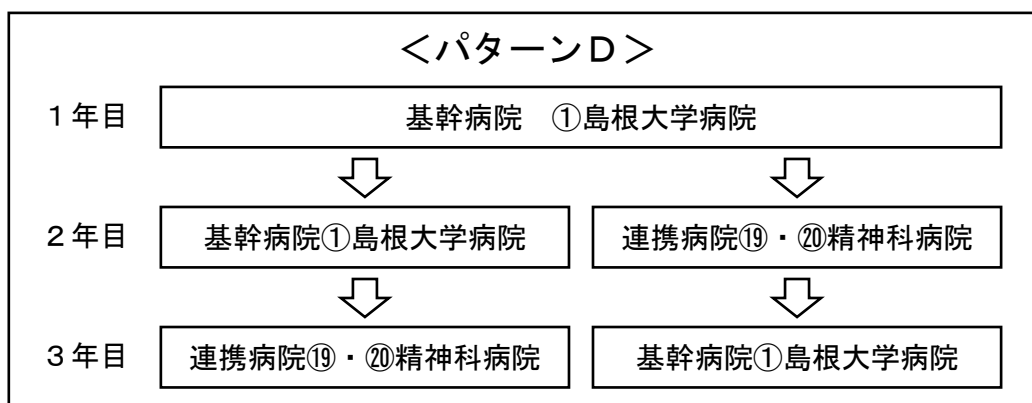 ＜パターンＤ＞
１年目 基幹病院　①島根大学病院
２年目 基幹病院①島根大学病院 連携病院⑲・⑳精神科病院
３年目 連携病院⑲・⑳精神科病院 基幹病院①島根大学病院